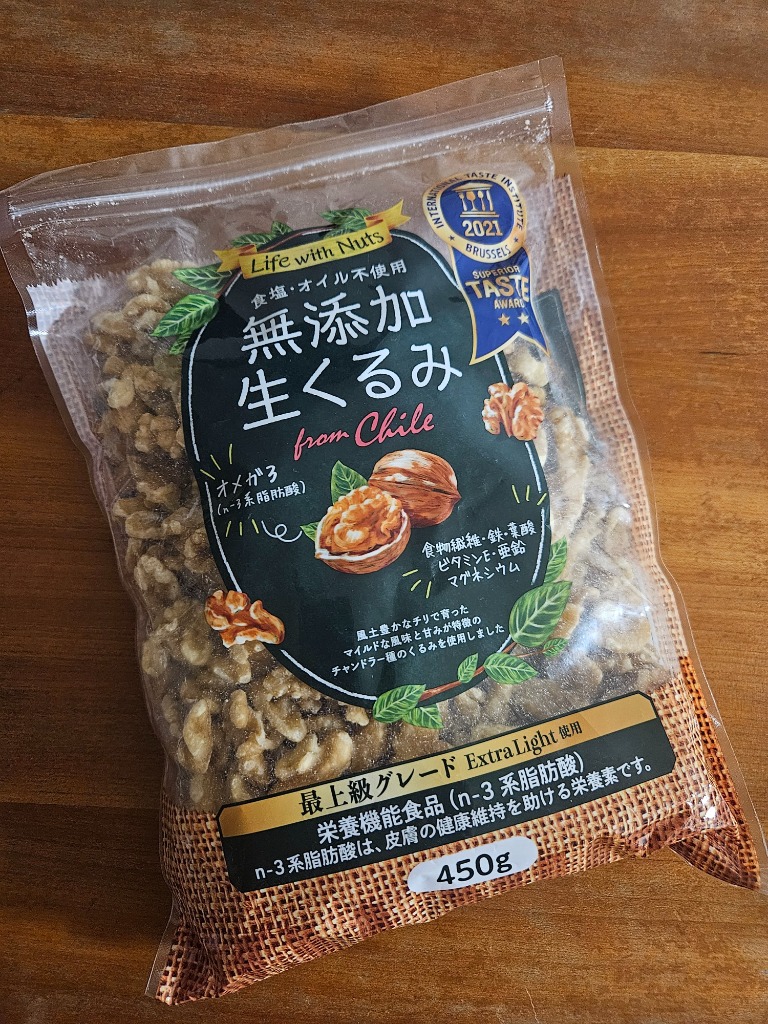 INTERNATIONAL TASTE INSTITUTE
2021
BRUSSELS
SUPERIOR
TASTE
AWARD
Life with Nuts
食塩・オイル不使用
無添加
生くるみ
from Chile
オメガ3
(n-3系脂肪酸)
食物繊維・鉄・葉酸
ビタミンE・亜鉛
マグネシウム
風土豊かなチリで育った
マイルドな風味と甘みが特徴の
チャンドラー種のくるみを使用しました
最上級グレード Extra Light 使用
栄養機能食品(n-3系脂肪酸)
n-3系脂肪酸は、皮膚の健康維持を助ける栄養素です。
450g